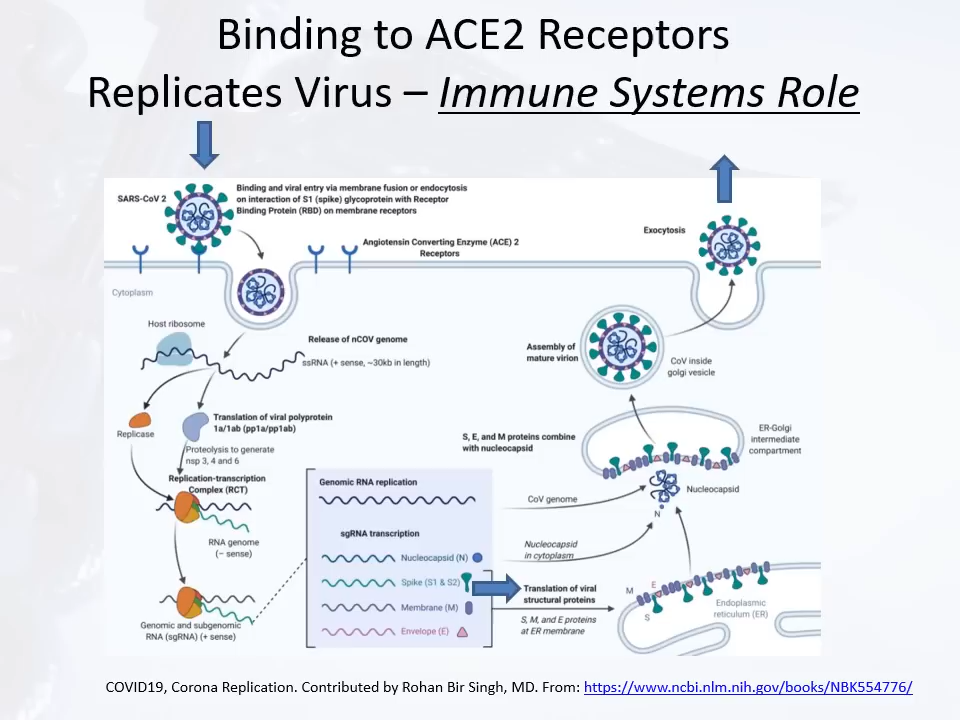 Binding to ACE2 Receptors
Replicates Virus – Immune Systems Role
SARS-CoV 2
Binding and viral entry via membrane fusion or endocytosis
on interaction of S1 (spike) glycoprotein with Receptor
Binding Protein (RBD) on membrane receptors
Exocytosis
Angiotensin Converting Enzyme (ACE) 2
Receptors
Cytoplasm
Host ribosome
Release of nCOV genome
ssRNA (+ sense, ~30kb in length)
Assembly of
mature virion
CoV inside
golgi vesicle
Replicase
Translation of viral polyprotein
1a/1ab (pp1a/pp1ab)
Proteolysis to generate
nsp 3, 4 and 6
S, E, and M proteins combine
with nucleocapsid
ER-Golgi
intermediate
compartment
Replication-transcription
Complex (RCT)
Genomic RNA replication
CoV genome
Nucleocapsid
N
RNA genome
(− sense)
sgRNA transcription
Nucleocapsid (N)
Nucleocapsid
in cytoplasm
Spike (S1 & S2)
Translation of viral
structural proteins
Membrane (M)
S, M, and E proteins
at ER membrane
Envelope (E)
M
E
S
Endoplasmic
reticulum (ER)
Genomic and subgenomic
RNA (sgRNA) (+ sense)
COVID19, Corona Replication. Contributed by Rohan Bir Singh, MD. From: https://www.ncbi.nlm.nih.gov/books/NBK554776/